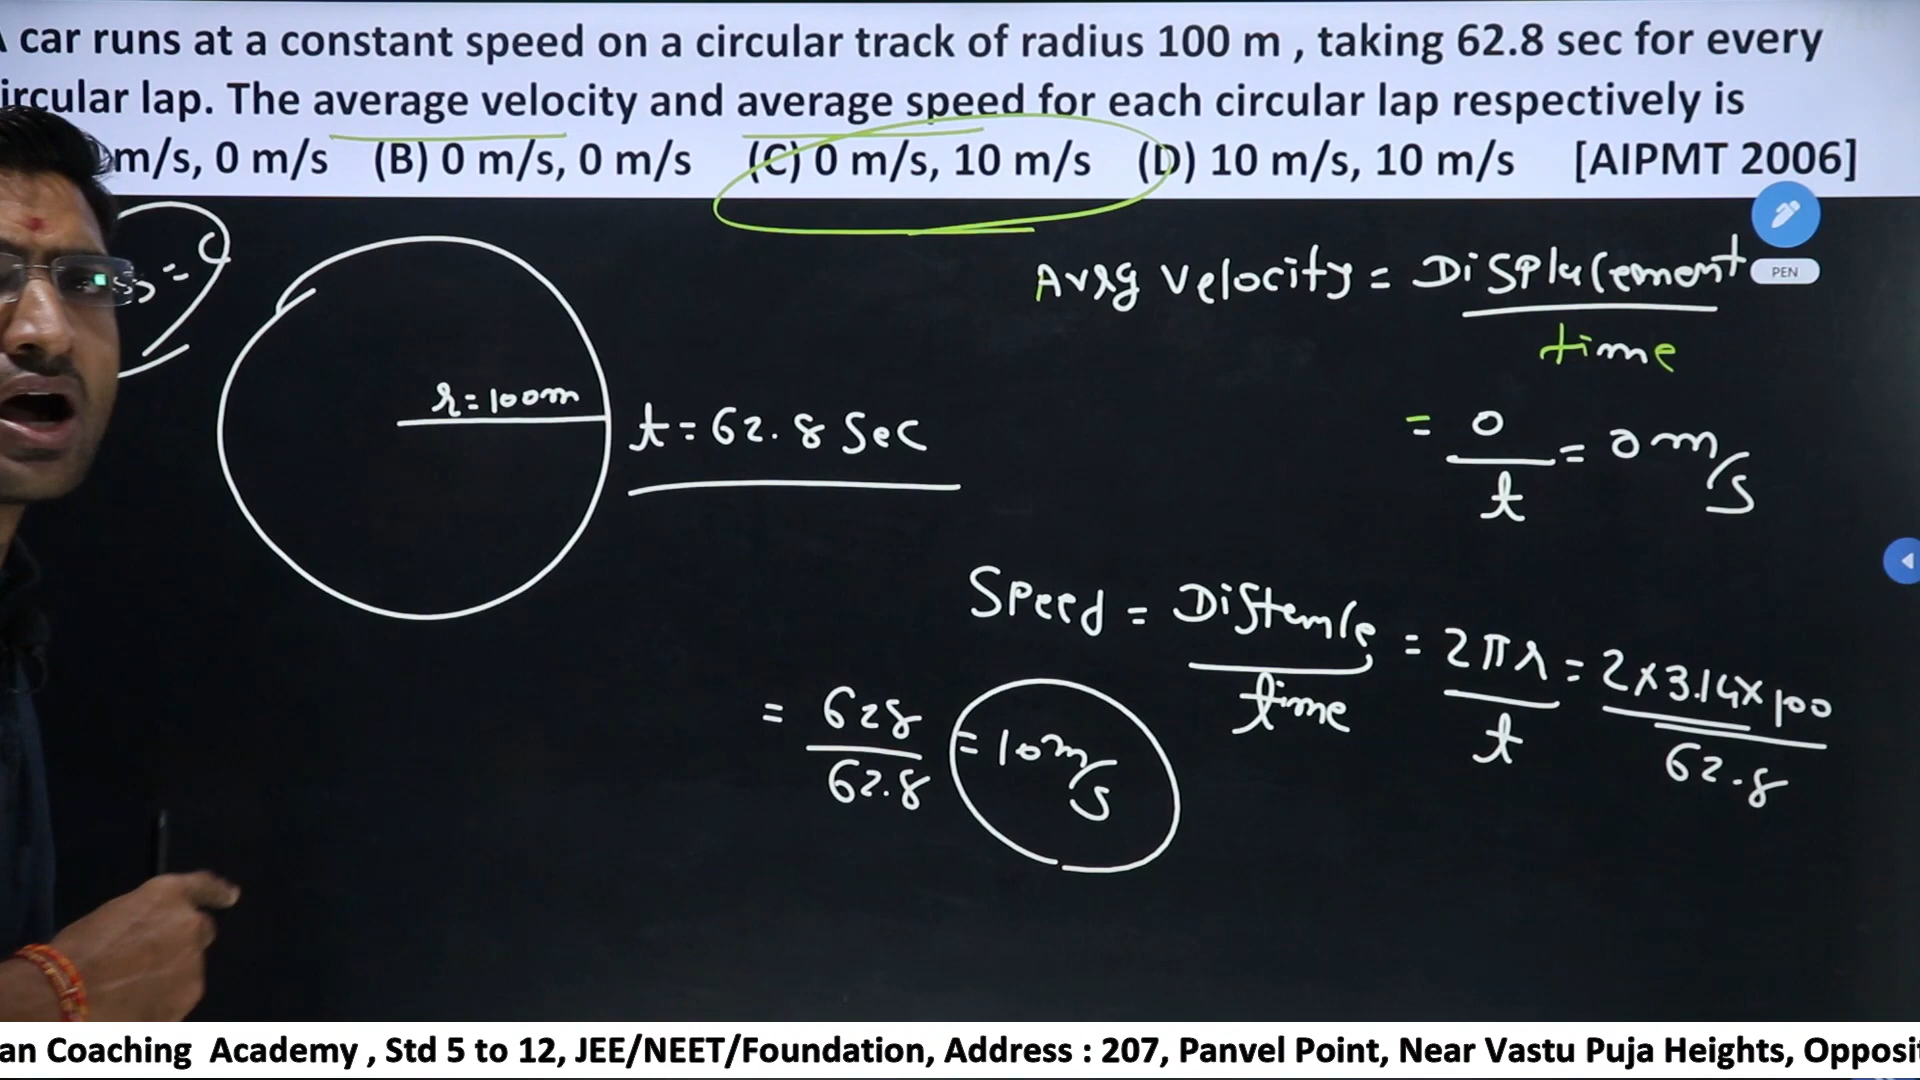 car runs at a constant speed on a circular track of radius 100 m , taking 62.8 sec for every
ircular lap. The average velocity and average speed for each circular lap respectively is
m/s, 0 m/s (B) 0 m/s, 0 m/s (C) 0 m/s, 10 m/s (D) 10 m/s, 10 m/s [AIPMT 2006]
PEN
Avrg Velocity = Displacement
time
r=100m
t=62.8 Sec
= 0
t
= 0 m/s
Speed = Distance
time
= 2πr
t
= 2×3.14×100
62.8
= 628
62.8
= 10 m/s
an Coaching Academy , Std 5 to 12, JEE/NEET/Foundation, Address : 207, Panvel Point, Near Vastu Puja Heights, Opposit